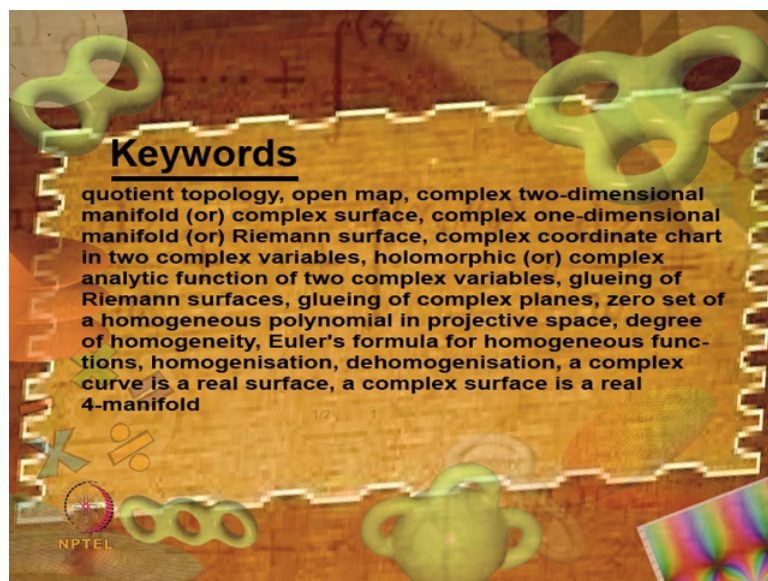 Keywords
quotient topology, open map, complex two-dimensional
manifold (or) complex surface, complex one-dimensional
manifold (or) Riemann surface, complex coordinate chart
in two complex variables, holomorphic (or) complex
analytic function of two complex variables, glueing of
Riemann surfaces, glueing of complex planes, zero set of
a homogeneous polynomial in projective space, degree
of homogeneity, Euler's formula for homogeneous func-
tions, homogenisation, dehomogenisation, a complex
curve is a real surface, a complex surface is a real
4-manifold
1/2 1
NPTEL